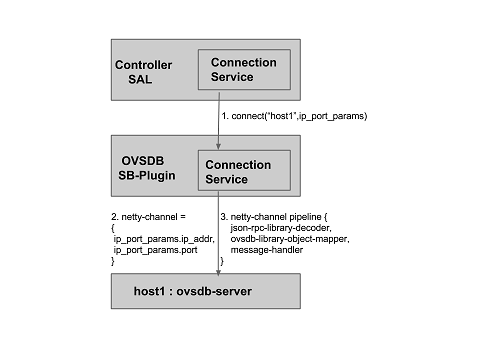 Controller
SAL
Connection
Service
1. connect("host1",ip_port_params)
OVSDB
SB-Plugin
Connection
Service
2. netty-channel =
{
ip_port_params.ip_addr,
ip_port_params.port
}
3. netty-channel pipeline {
json-rpc-library-decoder,
ovsdb-library-object-mapper,
message-handler
}
host1 : ovsdb-server